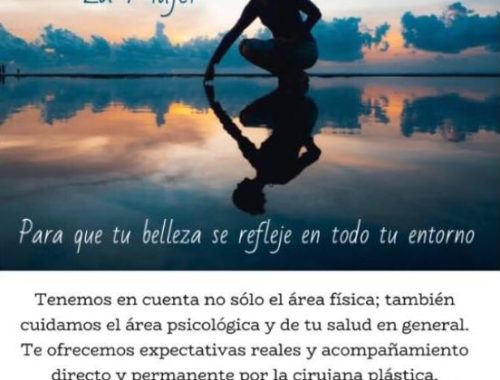 La Mujer
Para que tu belleza se refleje en todo tu entorno
Tenemos en cuenta no sólo el área física; también
cuidamos el área psicológica y de tu salud en general.
Te ofrecemos expectativas reales y acompañamiento
directo y permanente por la cirujana plástica.